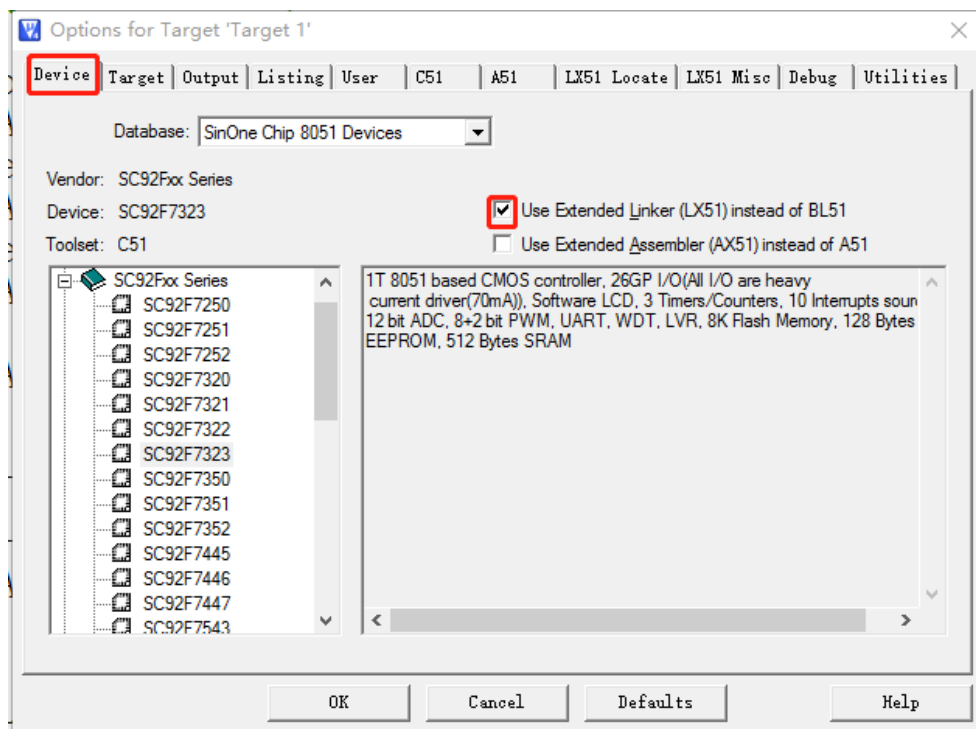 Options for Target 'Target 1'
Device Target Output Listing User C51 A51 LX51 Locate LX51 Misc Debug Utilities
Database: SinOne Chip 8051 Devices
Vendor: SC92Fxx Series
Device: SC92F7323
Toolset: C51
Use Extended Linker (LX51) instead of BL51
Use Extended Assembler (AX51) instead of A51
SC92Fxx Series
SC92F7250
SC92F7251
SC92F7252
SC92F7320
SC92F7321
SC92F7322
SC92F7323
SC92F7350
SC92F7351
SC92F7352
SC92F7445
SC92F7446
SC92F7447
SC92F7543
1T 8051 based CMOS controller, 26GP I/O(All I/O are heavy
current driver(70mA)), Software LCD, 3 Timers/Counters, 10 Interrupts sour
12 bit ADC, 8+2 bit PWM, UART, WDT, LVR, 8K Flash Memory, 128 Bytes
EEPROM, 512 Bytes SRAM
OK Cancel Defaults Help